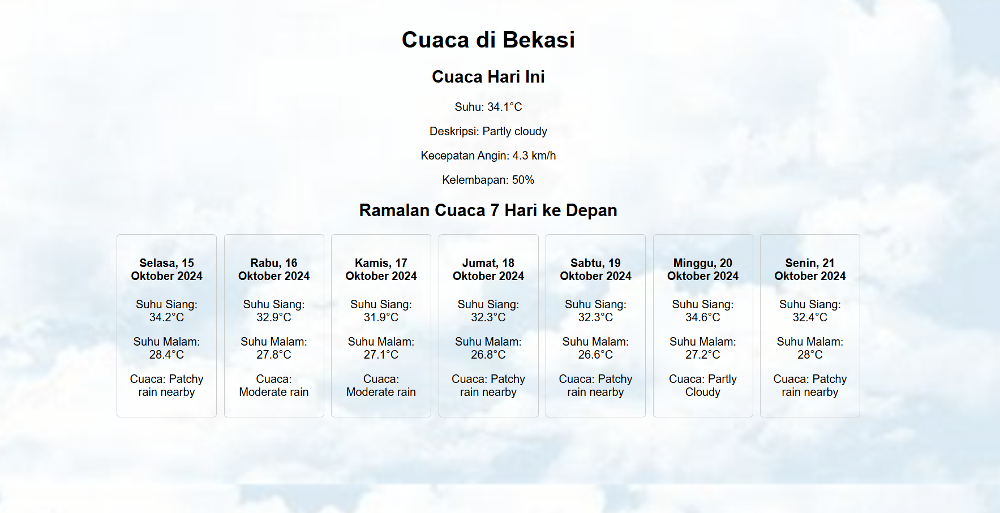 Cuaca di Bekasi
Cuaca Hari Ini
Suhu: 34.1°C
Deskripsi: Partly cloudy
Kecepatan Angin: 4.3 km/h
Kelembapan: 50%
Ramalan Cuaca 7 Hari ke Depan
Selasa, 15
Oktober 2024
Suhu Siang:
34.2°C
Suhu Malam:
28.4°C
Cuaca: Patchy
rain nearby
Rabu, 16
Oktober 2024
Suhu Siang:
32.9°C
Suhu Malam:
27.8°C
Cuaca:
Moderate rain
Kamis, 17
Oktober 2024
Suhu Siang:
31.9°C
Suhu Malam:
27.1°C
Cuaca:
Moderate rain
Jumat, 18
Oktober 2024
Suhu Siang:
32.3°C
Suhu Malam:
26.8°C
Cuaca: Patchy
rain nearby
Sabtu, 19
Oktober 2024
Suhu Siang:
32.3°C
Suhu Malam:
26.6°C
Cuaca: Patchy
rain nearby
Minggu, 20
Oktober 2024
Suhu Siang:
34.6°C
Suhu Malam:
27.2°C
Cuaca: Partly
Cloudy
Senin, 21
Oktober 2024
Suhu Siang:
32.4°C
Suhu Malam:
28°C
Cuaca: Patchy
rain nearby